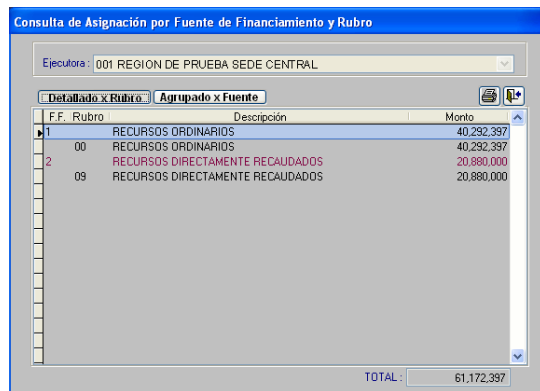 Consulta de Asignación por Fuente de Financiamiento y Rubro
Ejecutora : 001 REGION DE PRUEBA SEDE CENTRAL
Detallado x Rubro Agrupado x Fuente
F.F. Rubro Descripción Monto
1 RECURSOS ORDINARIOS 40,292,397
00 RECURSOS ORDINARIOS 40,292,397
2 RECURSOS DIRECTAMENTE RECAUDADOS 20,880,000
09 RECURSOS DIRECTAMENTE RECAUDADOS 20,880,000
TOTAL : 61,172,397